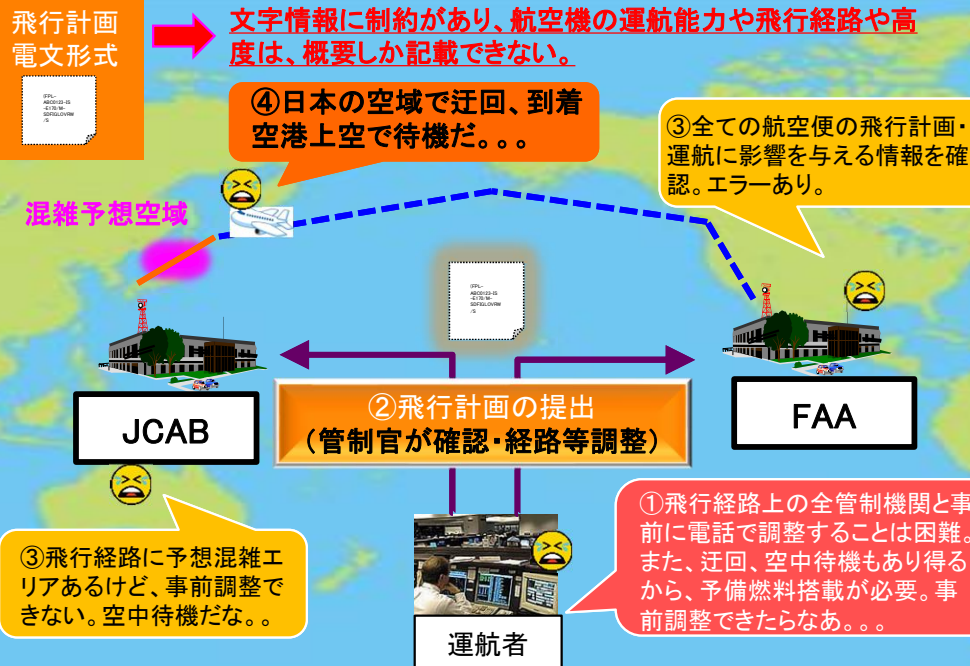 飛行計画
電文形式
文字情報に制約があり、航空機の運航能力や飛行経路や高
度は、概要しか記載できない。
(FPL-
ABC0123-IS
-E170/M-
SDFIGLOVRW
/S
④日本の空域で迂回、到着
空港上空で待機だ。。。
③全ての航空便の飛行計画・
運航に影響を与える情報を確
認。エラーあり。
混雑予想空域
(FPL-
ABC0123-IS
-E170/M-
SDFIGLOVRW
/S
JCAB
②飛行計画の提出
(管制官が確認・経路等調整)
FAA
③飛行経路に予想混雑エ
リアあるけど、事前調整で
きない。空中待機だな。。
①飛行経路上の全管制機関と事
前に電話で調整することは困難。
また、迂回、空中待機もあり得る
から、予備燃料搭載が必要。事
前調整できたらなあ。。。
運航者